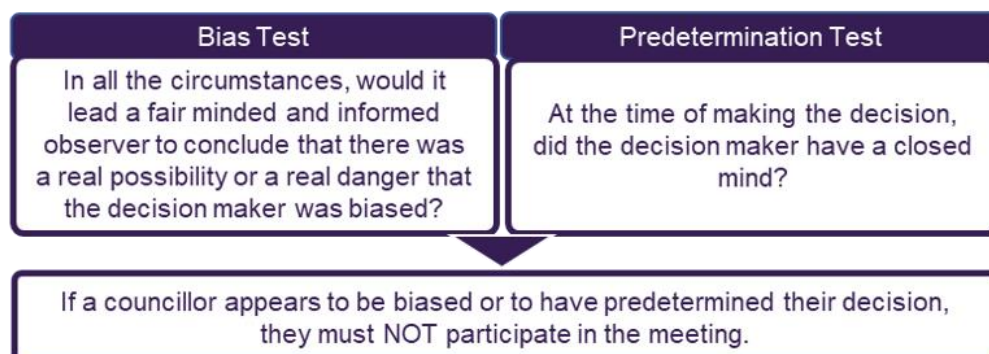 Bias Test
In all the circumstances, would it
lead a fair minded and informed
observer to conclude that there was
a real possibility or a real danger that
the decision maker was biased?
Predetermination Test
At the time of making the decision,
did the decision maker have a closed
mind?
If a councillor appears to be biased or to have predetermined their decision,
they must NOT participate in the meeting.